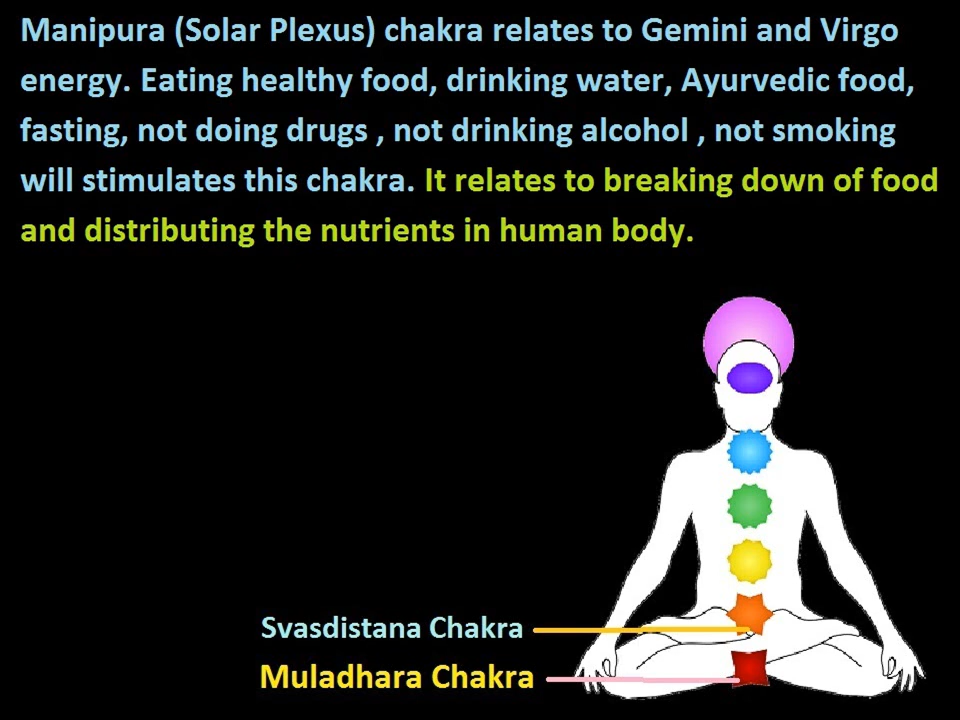 Manipura (Solar Plexus) chakra relates to Gemini and Virgo
energy. Eating healthy food, drinking water, Ayurvedic food,
fasting, not doing drugs , not drinking alcohol , not smoking
will stimulates this chakra. It relates to breaking down of food
and distributing the nutrients in human body.
Svasdistana Chakra
Muladhara Chakra